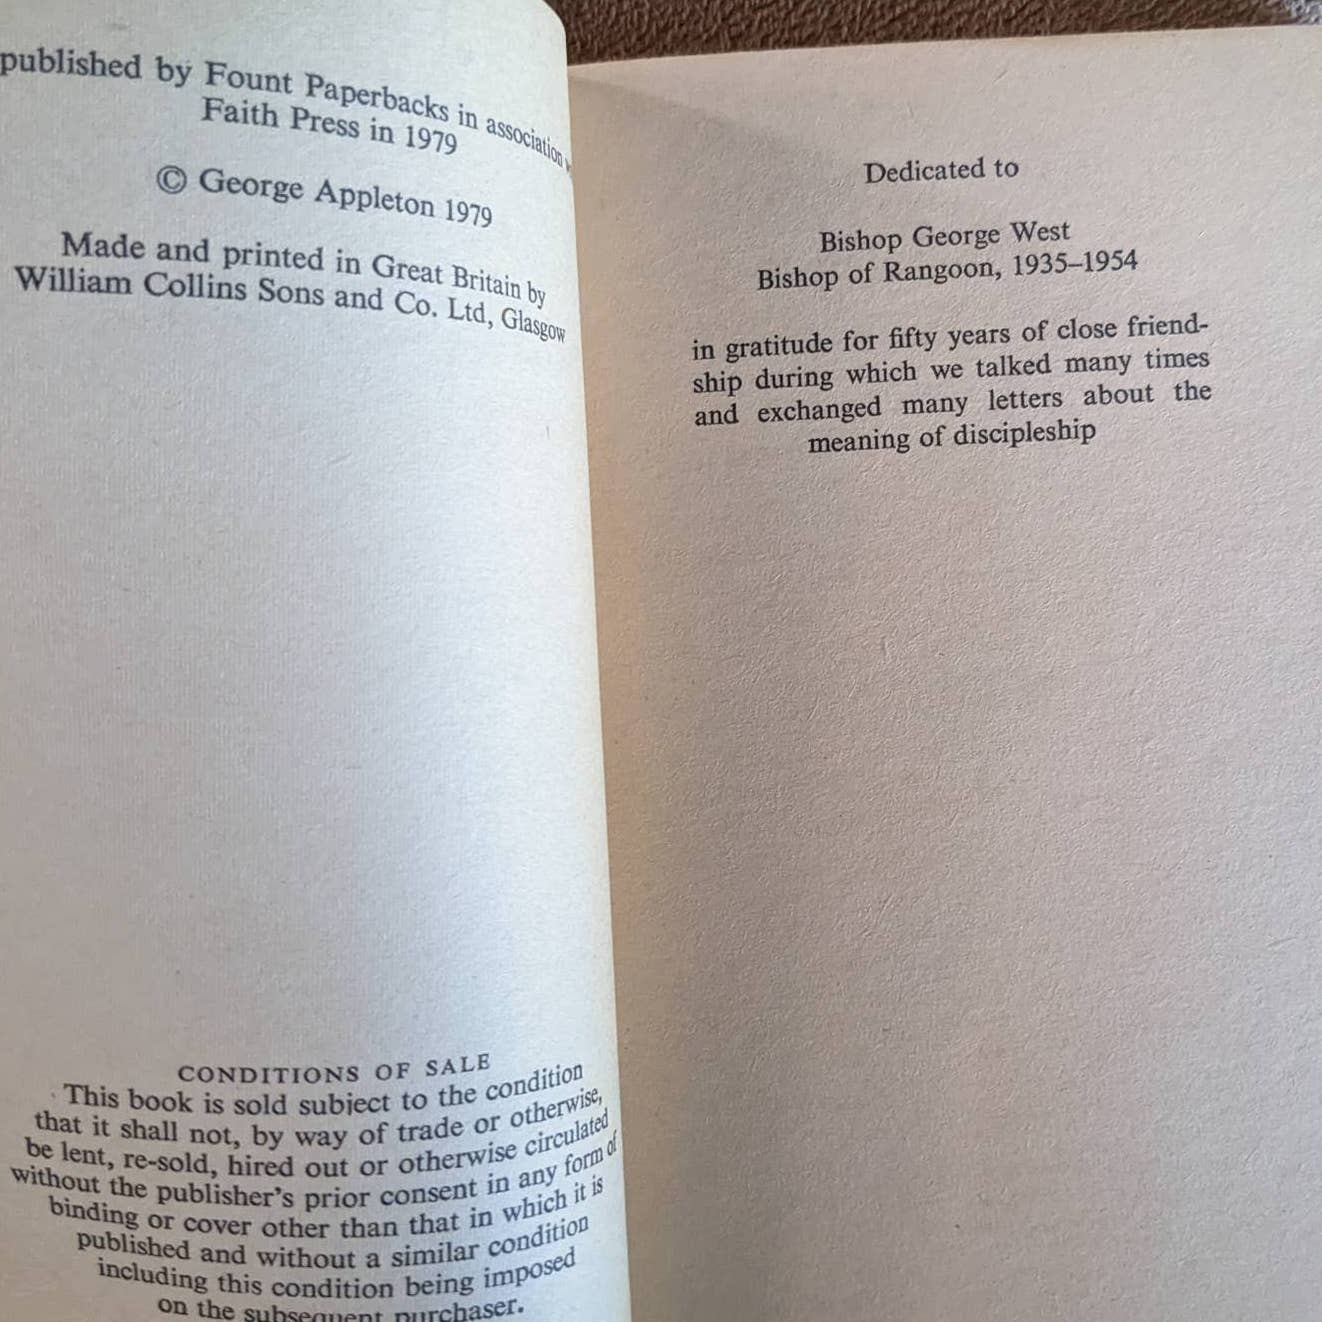 published by Fount Paperbacks in association
Faith Press in 1979
© George Appleton 1979
Made and printed in Great Britain by
William Collins Sons and Co. Ltd, Glasgow
CONDITIONS OF SALE
This book is sold subject to the condition
that it shall not, by way of trade or otherwise,
be lent, re-sold, hired out or otherwise circulated
without the publisher's prior consent in any form of
binding or cover other than that in which it is
published and without a similar condition
including this condition being imposed
on the subsequent purchaser.
Dedicated to
Bishop George West
Bishop of Rangoon, 1935–1954
in gratitude for fifty years of close friend-
ship during which we talked many times
and exchanged many letters about the
meaning of discipleship